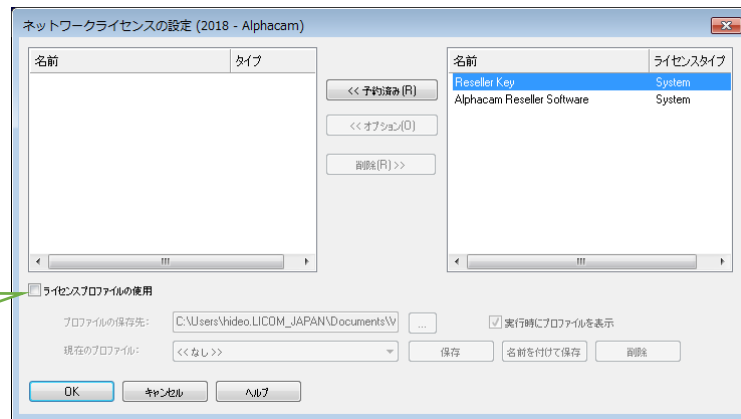 ネットワークライセンスの設定 (2018 - Alphacam)
名前 タイプ
<< 予約済み(R)
<< オプション(O)
削除(R) >>
名前 ライセンスタイプ
Reseller Key System
Alphacam Reseller Software System
ライセンスプロファイルの使用
プロファイルの保存先: C:\Users\hideo.LICOM_JAPAN\Documents\V ... 実行時にプロファイルを表示
現在のプロファイル: <<なし>> 保存 名前を付けて保存 削除
OK キャンセル ヘルプ